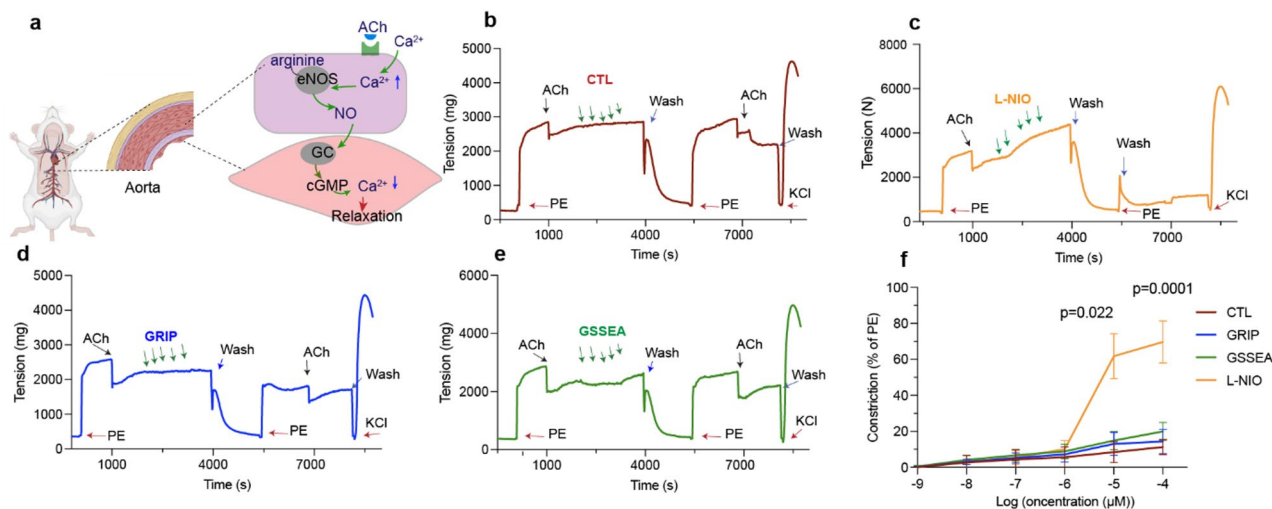 a
ACh
Ca2+
arginine
eNOS
Ca2+
NO
GC
cGMP
Ca2+
Relaxation
Aorta
b
5000
4000
3000
2000
1000
0
Tension (mg)
CTL
ACh
Wash
ACh
Wash
PE
PE
KCl
1000
4000
7000
Time (s)
c
8000
6000
4000
2000
0
Tension (N)
L-NIO
ACh
Wash
Wash
PE
PE
KCl
1000
4000
7000
Time (s)
d
5000
4000
3000
2000
1000
0
Tension (mg)
GRIP
ACh
Wash
ACh
Wash
PE
PE
KCl
1000
4000
7000
Time (s)
e
6000
4000
2000
0
Tension (mg)
GSSEA
ACh
Wash
ACh
Wash
PE
PE
KCl
1000
4000
7000
Time (s)
f
100
80
60
40
20
0
Constriction (% of PE)
p=0.022
p=0.0001
CTL
GRIP
GSSEA
L-NIO
-9
-8
-7
-6
-5
-4
Log (oncentration (μM))